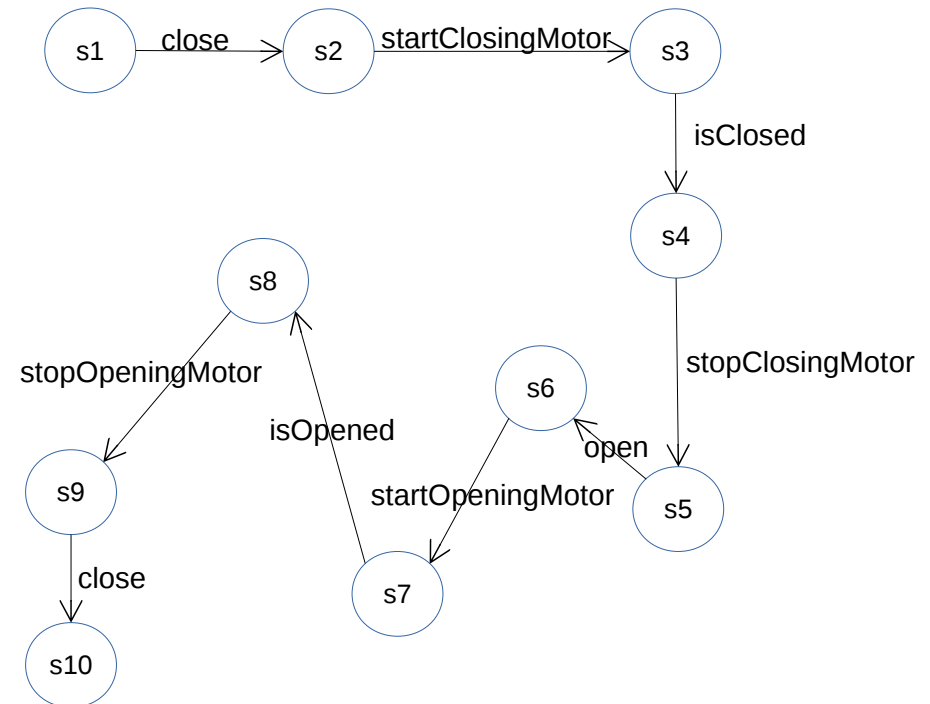 s1
close
s2
startClosingMotor
s3
isClosed
s4
stopClosingMotor
s5
open
s6
startOpeningMotor
s7
isOpened
s8
stopOpeningMotor
s9
close
s10